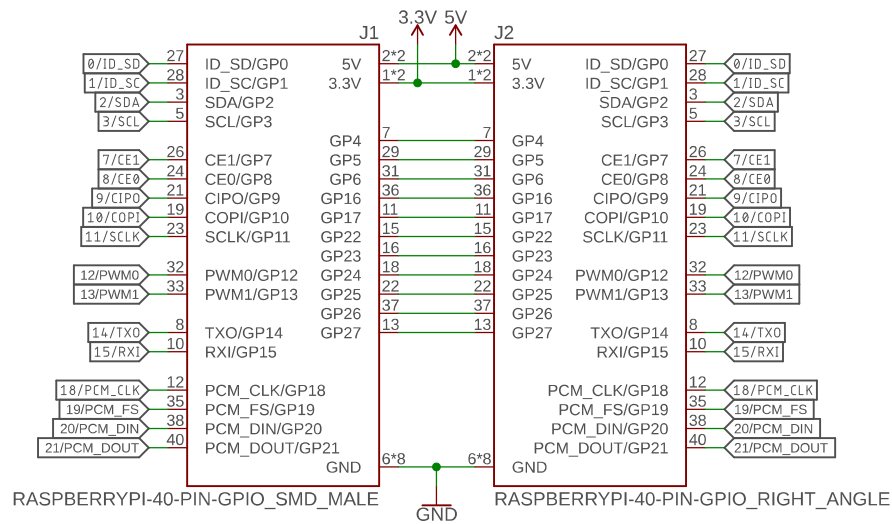 3.3V 5V
J1 J2
0/ID_SD 27 ID_SD/GP0 5V 2*2 2*2 5V ID_SD/GP0 27 0/ID_SD
1/ID_SC 28 ID_SC/GP1 3.3V 1*2 1*2 3.3V ID_SC/GP1 28 1/ID_SC
2/SDA 3 SDA/GP2 SDA/GP2 3 2/SDA
3/SCL 5 SCL/GP3 SCL/GP3 5 3/SCL
GP4 7 7 GP4
7/CE1 26 CE1/GP7 GP5 29 29 GP5 CE1/GP7 26 7/CE1
8/CE0 24 CE0/GP8 GP6 31 31 GP6 CE0/GP8 24 8/CE0
9/CIPO 21 CIPO/GP9 GP16 36 36 GP16 CIPO/GP9 21 9/CIPO
10/COPI 19 COPI/GP10 GP17 11 11 GP17 COPI/GP10 19 10/COPI
11/SCLK 23 SCLK/GP11 GP22 15 15 GP22 SCLK/GP11 23 11/SCLK
GP23 16 16 GP23
12/PWM0 32 PWM0/GP12 GP24 18 18 GP24 PWM0/GP12 32 12/PWM0
13/PWM1 33 PWM1/GP13 GP25 22 22 GP25 PWM1/GP13 33 13/PWM1
GP26 37 37 GP26
14/TXO 8 TXO/GP14 GP27 13 13 GP27 TXO/GP14 8 14/TXO
15/RXI 10 RXI/GP15 RXI/GP15 10 15/RXI
18/PCM_CLK 12 PCM_CLK/GP18 PCM_CLK/GP18 12 18/PCM_CLK
19/PCM_FS 35 PCM_FS/GP19 PCM_FS/GP19 35 19/PCM_FS
20/PCM_DIN 38 PCM_DIN/GP20 PCM_DIN/GP20 38 20/PCM_DIN
21/PCM_DOUT 40 PCM_DOUT/GP21 PCM_DOUT/GP21 40 21/PCM_DOUT
GND 6*8 6*8 GND
RASPBERRYPI-40-PIN-GPIO_SMD_MALE RASPBERRYPI-40-PIN-GPIO_RIGHT_ANGLE
GND